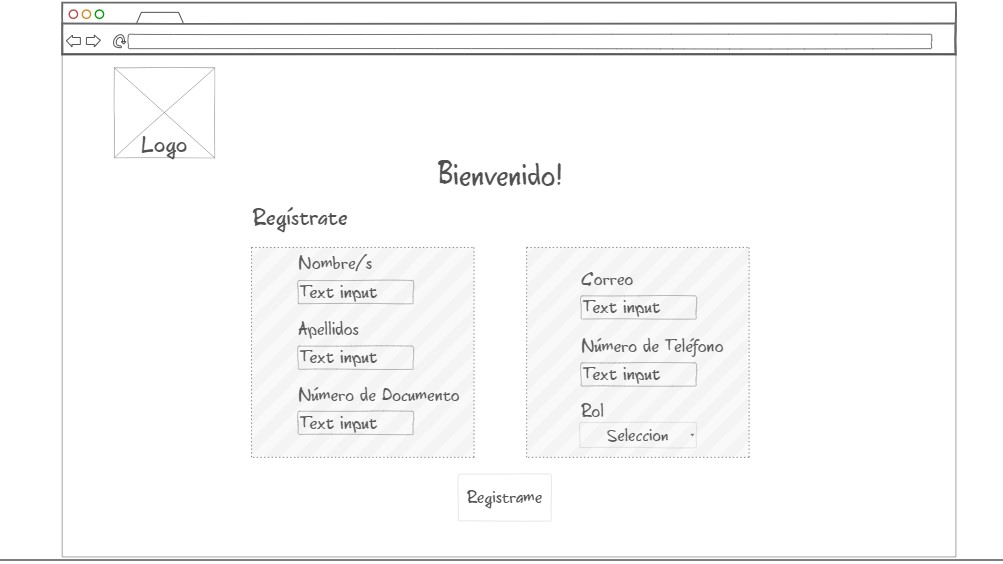 Logo
Bienvenido!
Regístrate
Nombre/s
Text input
Apellidos
Text input
Número de Documento
Text input
Correo
Text input
Número de Teléfono
Text input
Rol
Seleccion
Registrame